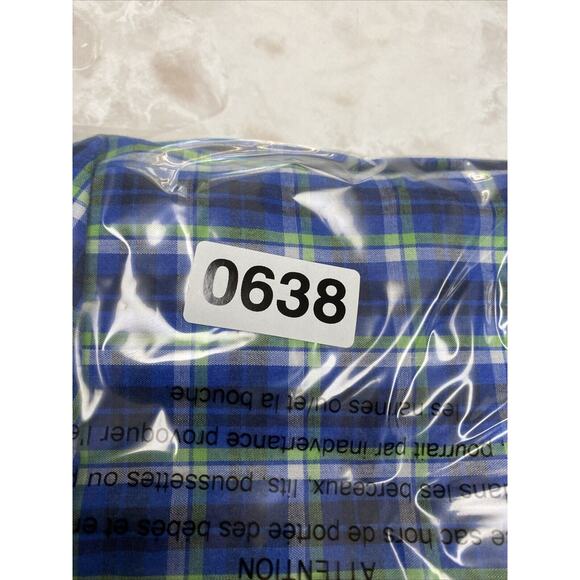 0638
ATTENTION
sac hors de portée des bébés et
dans les berceaux, lits, poussettes ou
pourrait par inadvertance provoquer l'é
les narines ou/et la bouche